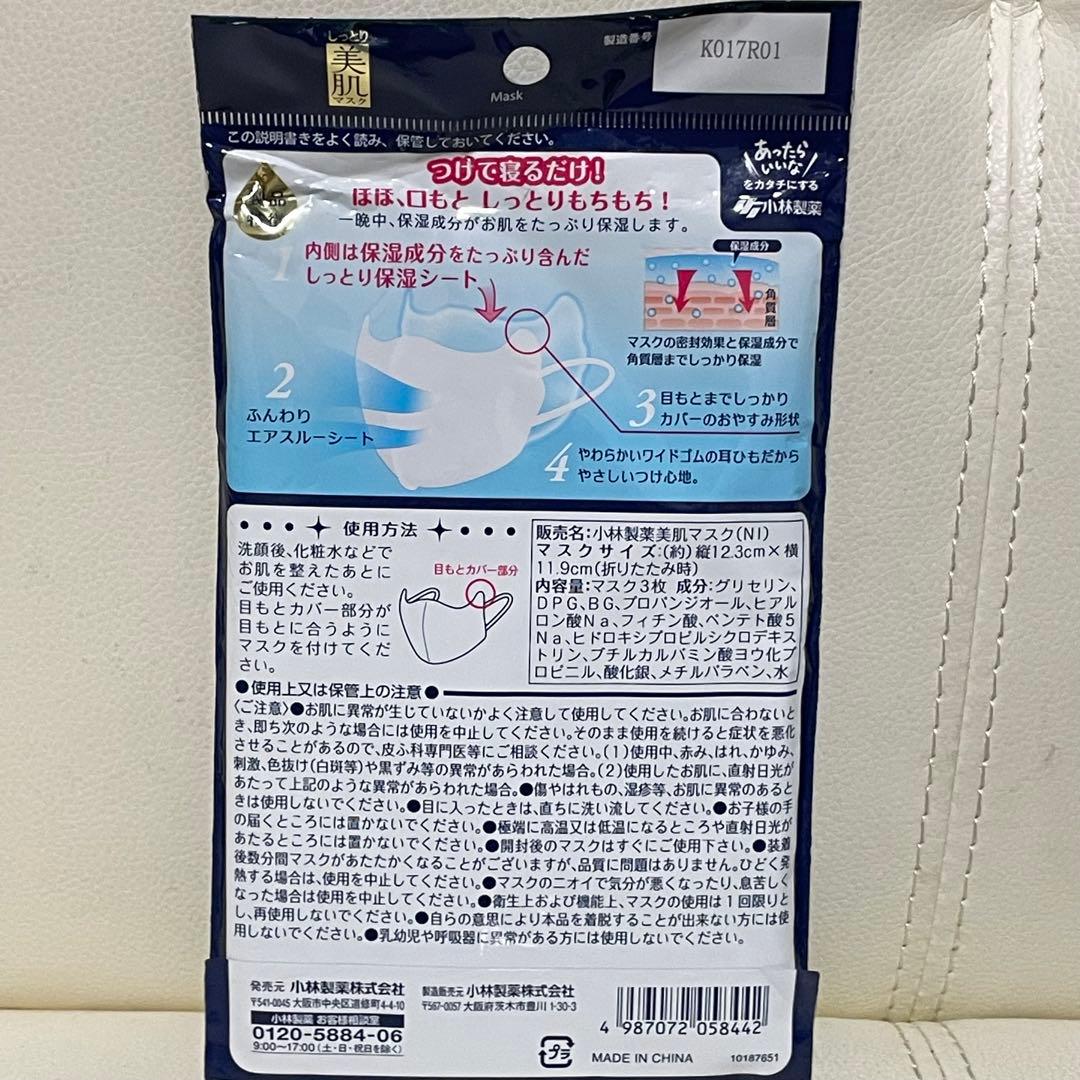 しっとり
美肌
マスク
Mask
製造番号
K017R01
この説明書きをよく読み、保管しておいてください。
つけて寝るだけ!
ほほ、口もと しっとりもちもち!
一晩中、保湿成分がお肌をたっぷり保湿します。
あったら
いいな
をカタチにする
小林製薬
品
1 内側は保湿成分をたっぷり含んだ
しっとり保湿シート
保湿成分
角質層
マスクの密封効果と保湿成分で
角質層までしっかり保湿
2
ふんわり
エアスルーシート
3 目もとまでしっかり
カバーのおやすみ形状
4 やわらかいワイドゴムの耳ひもだから
やさしいつけ心地。
使用方法
洗顔後、化粧水などで
お肌を整えたあとに
ご使用ください。
目もとカバー部分が
目もとに合うように
マスクを付けてくだ
さい。
目もとカバー部分
販売名:小林製薬美肌マスク(NI)
マスクサイズ:(約)縦12.3cm×横
11.9cm(折りたたみ時)
内容量:マスク3枚 成分:グリセリン、
DPG、BG、プロパンジオール、ヒアル
ロン酸Na、フィチン酸、ペンテト酸5
Na、ヒドロキシプロピルシクロデキス
トリン、ブチルカルバミン酸ヨウ化プ
ロピニル、酸化銀、メチルパラベン、水
●使用上又は保管上の注意●
〈ご注意〉●お肌に異常が生じていないかよく注意して使用してください。お肌に合わないと
き、即ち次のような場合には使用を中止してください。そのまま使用を続けると症状を悪化
させることがあるので、皮ふ科専門医等にご相談ください。(1)使用中、赤み、はれ、かゆみ、
刺激、色抜け(白斑等)や黒ずみ等の異常があらわれた場合。(2)使用したお肌に、直射日光が
あたって上記のような異常があらわれた場合。●傷やはれもの、湿疹等、お肌に異常のあると
きは使用しないでください。●目に入ったときは、直ちに洗い流してください。●お子様の手
の届くところには置かないでください。●極端に高温又は低温になるところや直射日光が
あたるところには置かないでください。●開封後のマスクはすぐにご使用下さい。●装着
後数分間マスクがあたたかくなることがございますが、品質に問題はありません。ひどく発
熱する場合は、使用を中止してください。●マスクのニオイで気分が悪くなったり、息苦しく
なった場合は使用を中止してください。●衛生上および機能上、マスクの使用は1回限りと
し、再使用しないでください。●自らの意思により本品を着脱することが出来ない方には使
用しないでください。●乳幼児や呼吸器に異常がある方には使用しないでください。
発売元 小林製薬株式会社
〒541-0045 大阪市中央区道修町4-4-10
小林製薬 お客様相談室
0120-5884-06
9:00~17:00(土・日・祝日を除く)
製造販売元 小林製薬株式会社
〒567-0057 大阪府茨木市豊川1-30-3
プラ
MADE IN CHINA
4 987072 058442
10187651